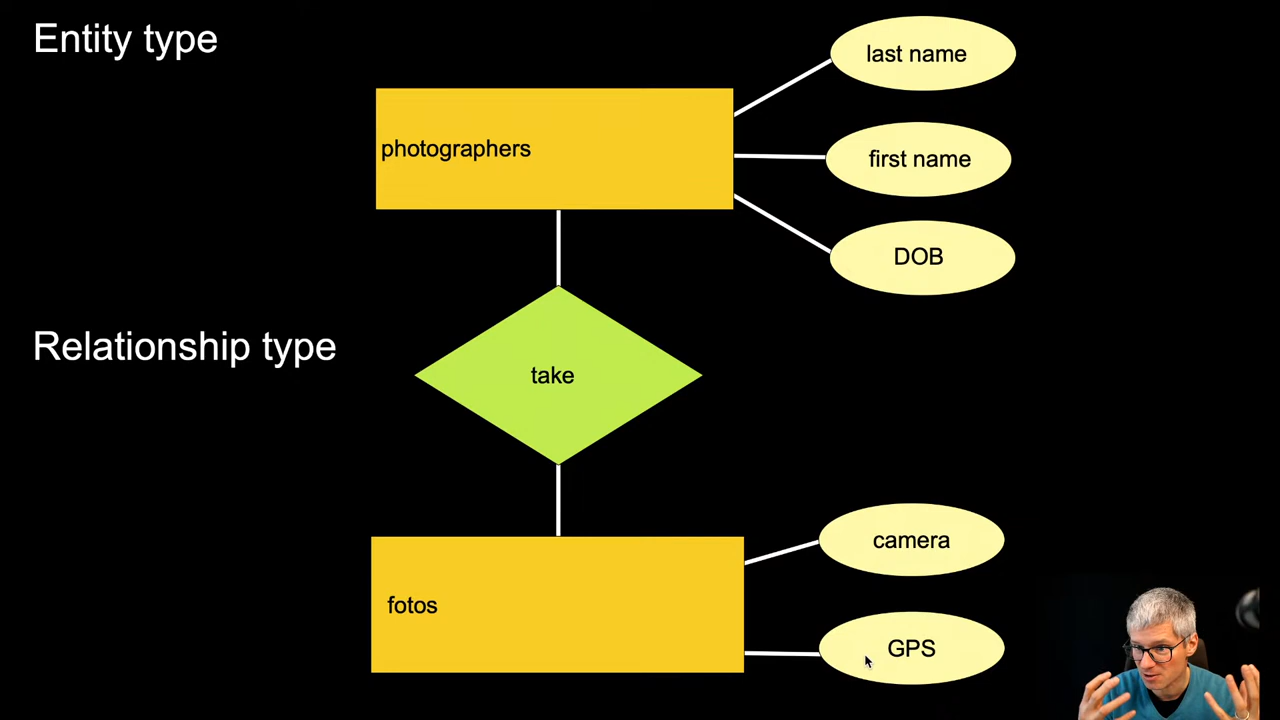 Entity type
last name
photographers
first name
DOB
Relationship type
take
camera
fotos
GPS